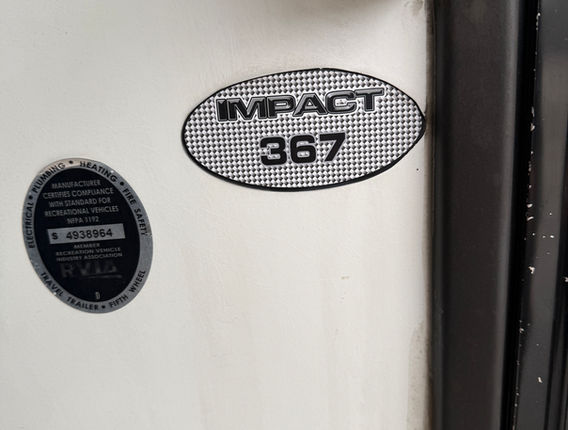 IMPACT
367
ELECTRICAL • PLUMBING • HEATING • FIRE SAFETY
MANUFACTURER
CERTIFIES COMPLIANCE
WITH STANDARD FOR
RECREATIONAL VEHICLES
NFPA 1192
S 4938964
MEMBER
RECREATION VEHICLE
INDUSTRY ASSOCIATION
RVIA
TRAVEL TRAILER • FIFTH WHEEL